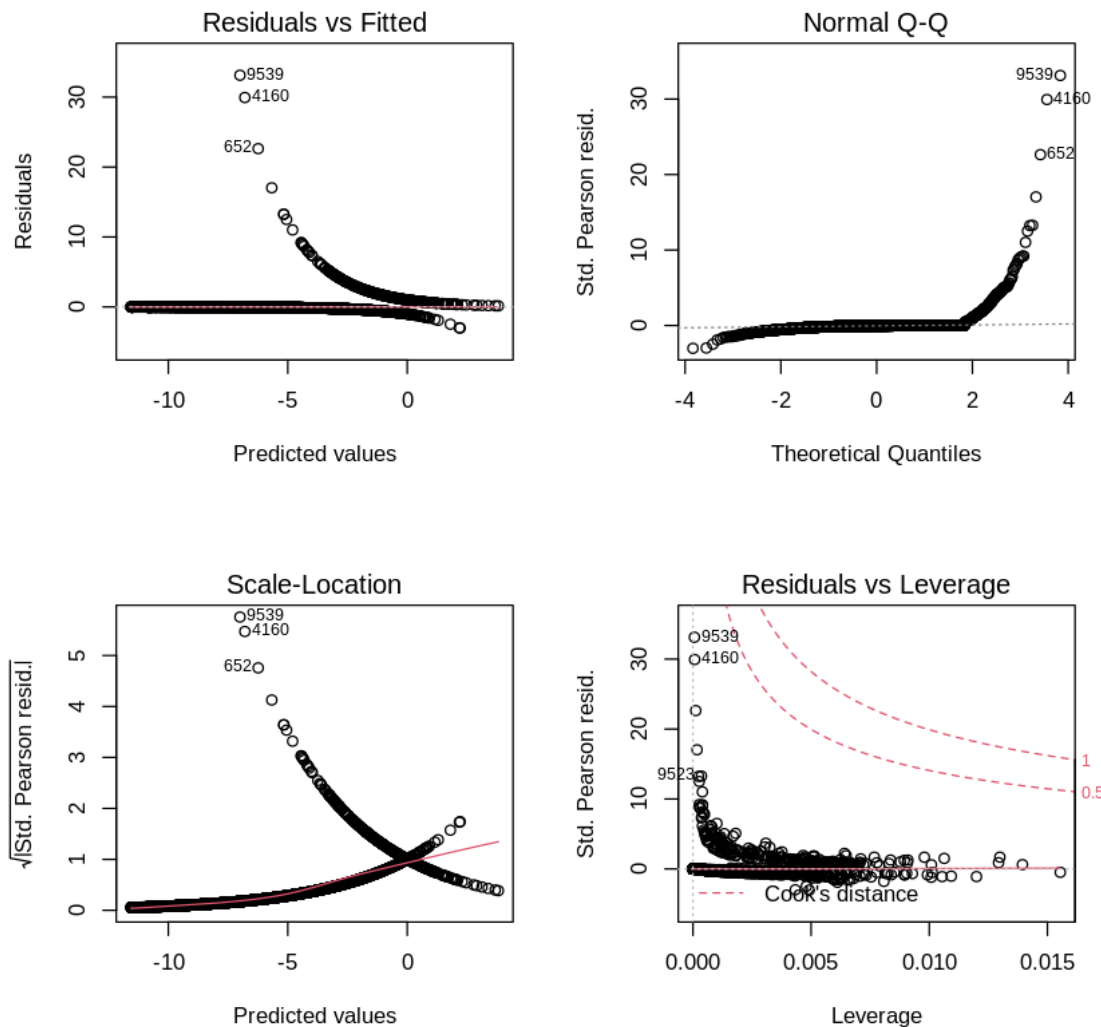 Residuals vs Fitted
Residuals
30
20
10
0
9539
4160
652
-10 -5 0
Predicted values
Normal Q-Q
Std. Pearson resid.
30
20
10
0
9539
4160
652
-4 -2 0 2 4
Theoretical Quantiles
Scale-Location
√|Std. Pearson resid.|
5
4
3
2
1
0
9539
4160
652
-10 -5 0
Predicted values
Residuals vs Leverage
Std. Pearson resid.
30
20
10
0
9539
4160
9523
1
0.5
Cook's distance
0.000 0.005 0.010 0.015
Leverage